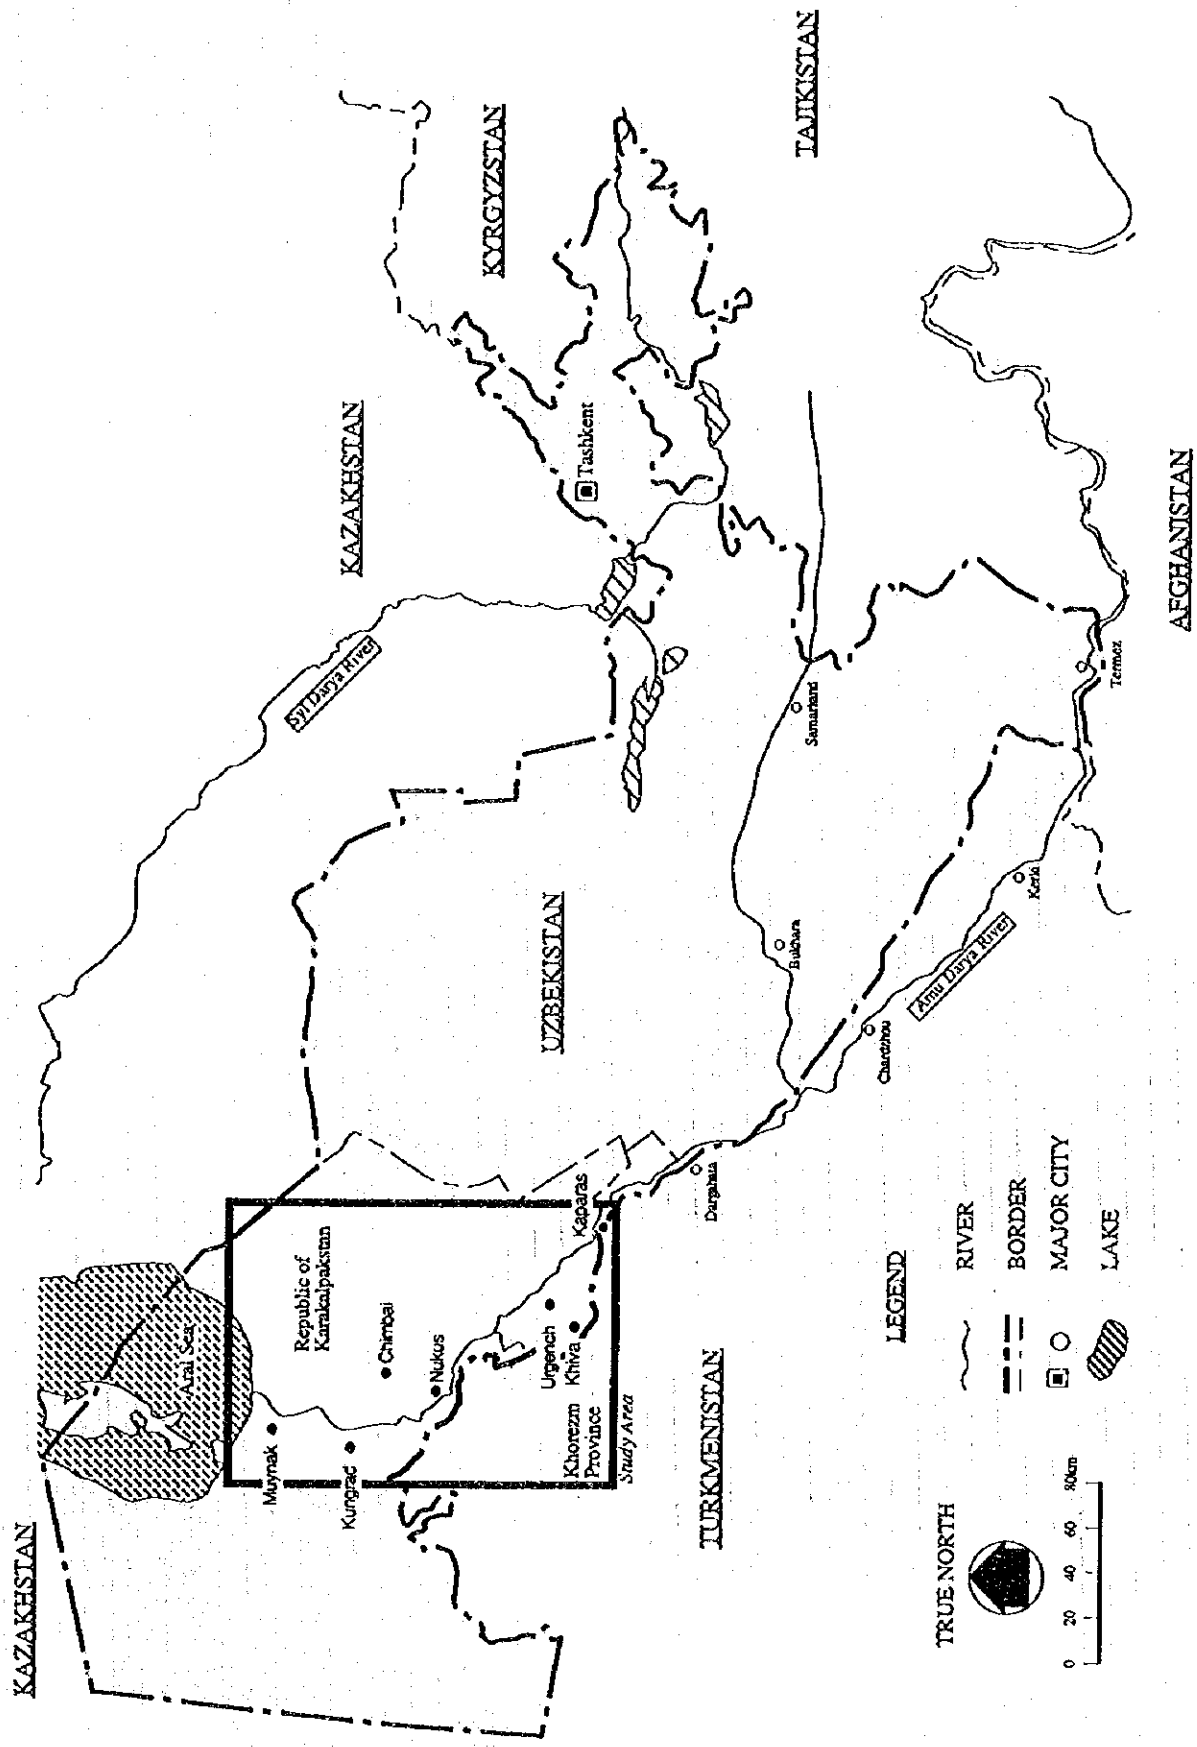 KAZAKHSTAN
Aral Sea
Muynak
Kungrad
Republic of
Karakalpakstan
Chimbai
Nukus
Urgench
Khiva
Khorezm
Province
Kaparas
Study Area
Syl Darya River
KAZAKHSTAN
KYRGYZSTAN
Tashkent
UZBEKISTAN
TAJIKISTAN
Samarkand
Bukhara
Dargahata
Chardzhou
Amu Darya River
Kerki
Termez
TURKMENISTAN
AFGHANISTAN
TRUE NORTH
0 20 40 60 80km
LEGEND
RIVER
BORDER
MAJOR CITY
LAKE